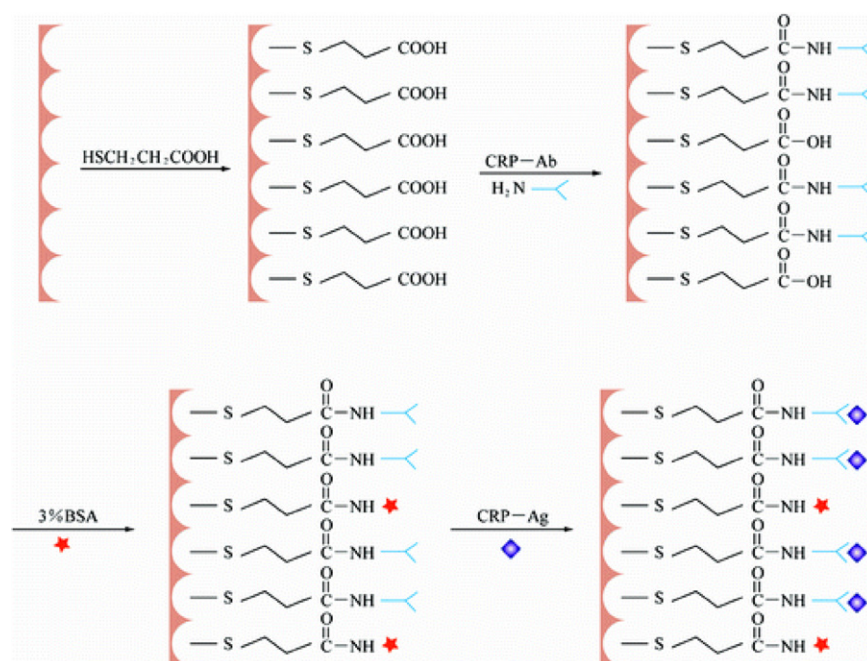 HSCH2CH2COOH
S COOH
S COOH
S COOH
S COOH
S COOH
S COOH
CRP-Ab
H2N
O
S C-NH
O
S C-NH
O
S C-OH
O
S C-NH
O
S C-NH
O
S C-OH
3%BSA
O
S C-NH
O
S C-NH
O
S C-NH
O
S C-NH
O
S C-NH
O
S C-NH
CRP-Ag
O
S C-NH
O
S C-NH
O
S C-NH
O
S C-NH
O
S C-NH
O
S C-NH